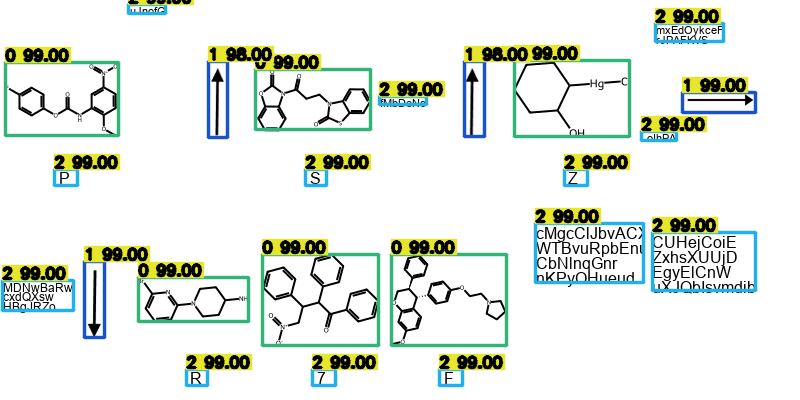 2 99.00
mxEdOykceF
0 99.00
1 98.00
99.00
1 98.00
99.00
Hg
OH
2 99.00
1 99.00
2 99.00
2 99.00
P
2 99.00
S
2 99.00
Z
2 99.00
cMgcClJbvACX
WTBvuRpbEnu
CbNlnqGnr
nKPyOHueud
2 99.00
CUHejCoiE
ZxhsXUUjD
EgyElCnW
2 99.00
MDNwBaRw
cxdQXsw
HBgJRZo
1 99.00
0 99.00
NH
0 99.00
0 99.00
2 99.00
R
2 99.00
7
2 99.00
F